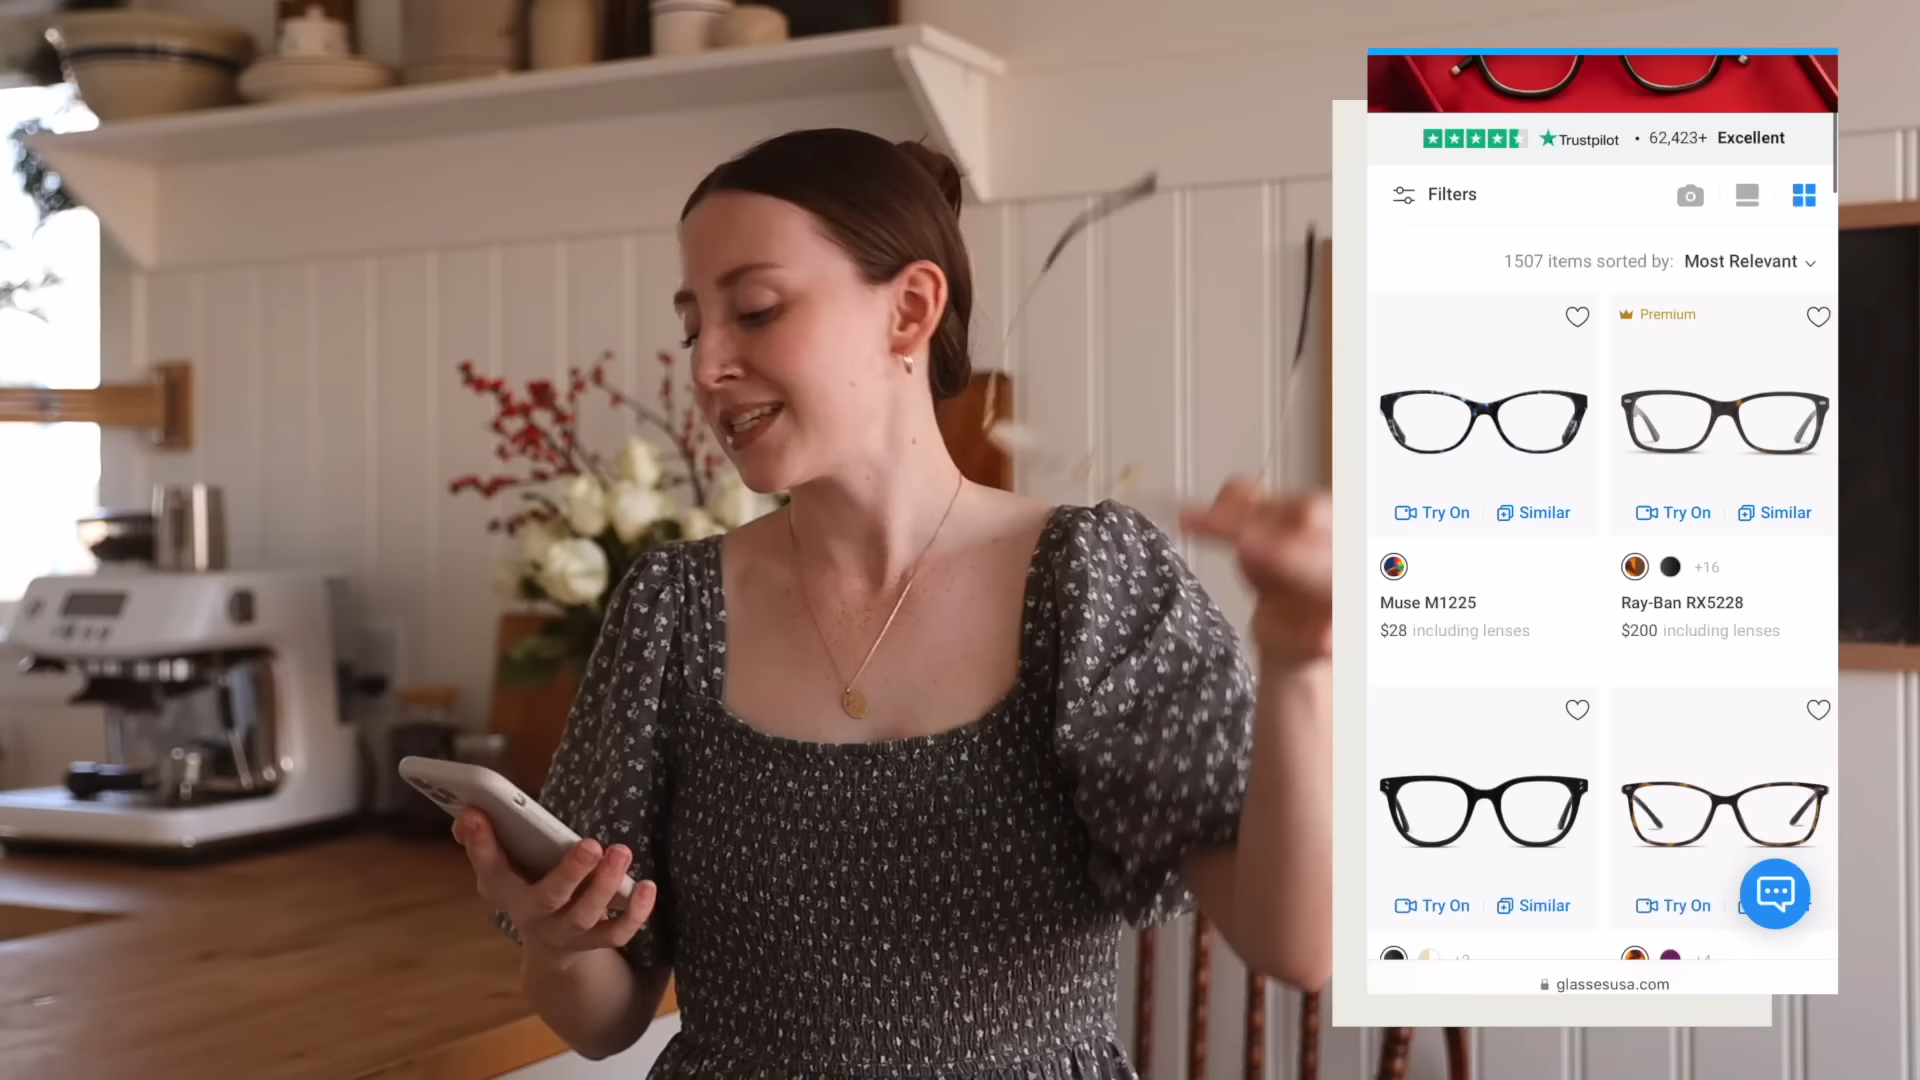 Trustpilot • 62,423+ Excellent
Filters
1507 items sorted by: Most Relevant
Premium
Try On Similar
Try On Similar
+16
Muse M1225
Ray-Ban RX5228
$28 including lenses
$200 including lenses
Try On Similar
Try On
glassesusa.com